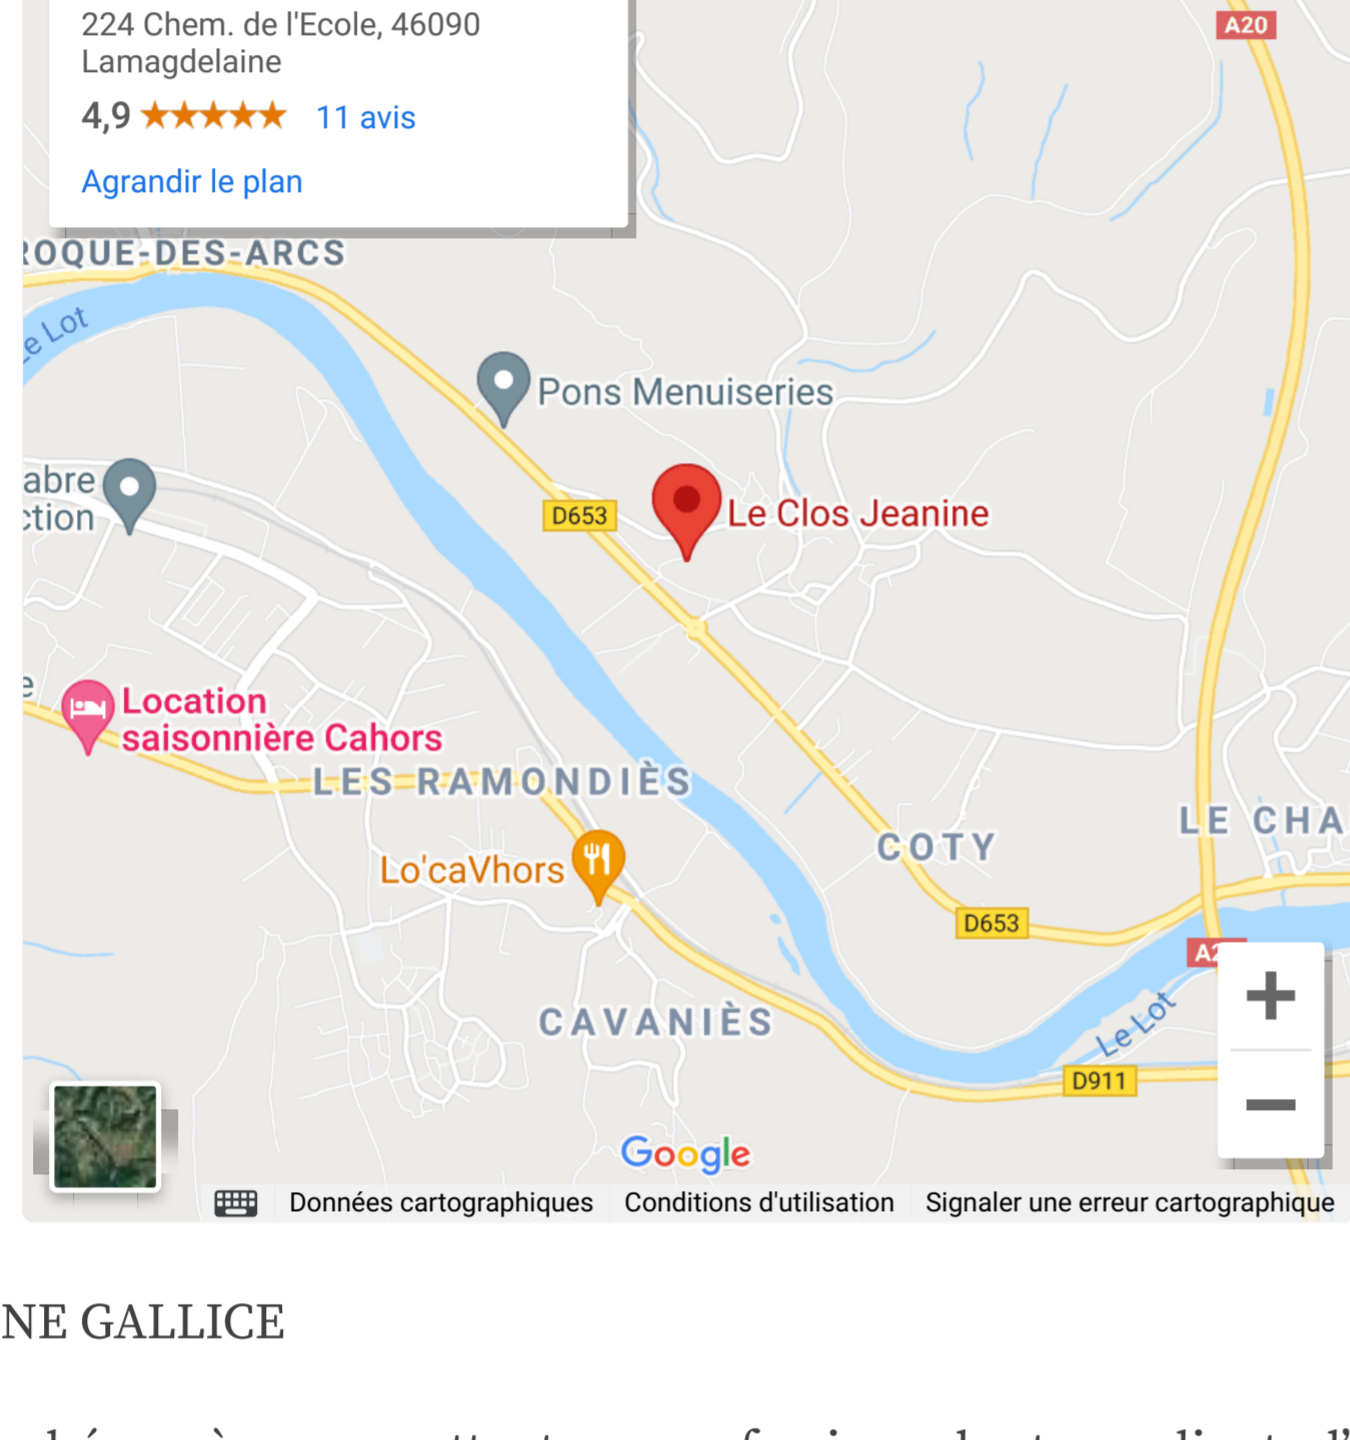 224 Chem. de l'Ecole, 46090
Lamagdelaine
4,9
11 avis
Agrandir le plan
A20
ROQUE-DES-ARCS
Le Lot
Pons Menuiseries
abre
ction
D653
Le Clos Jeanine
e
Location
saisonnière Cahors
LES RAMONDIÈS
LE CHA
COTY
Lo'caVhors
D653
A2
CAVANIÈS
Le Lot
D911
+
−
Google
Données cartographiques
Conditions d'utilisation
Signaler une erreur cartographique
NE GALLICE